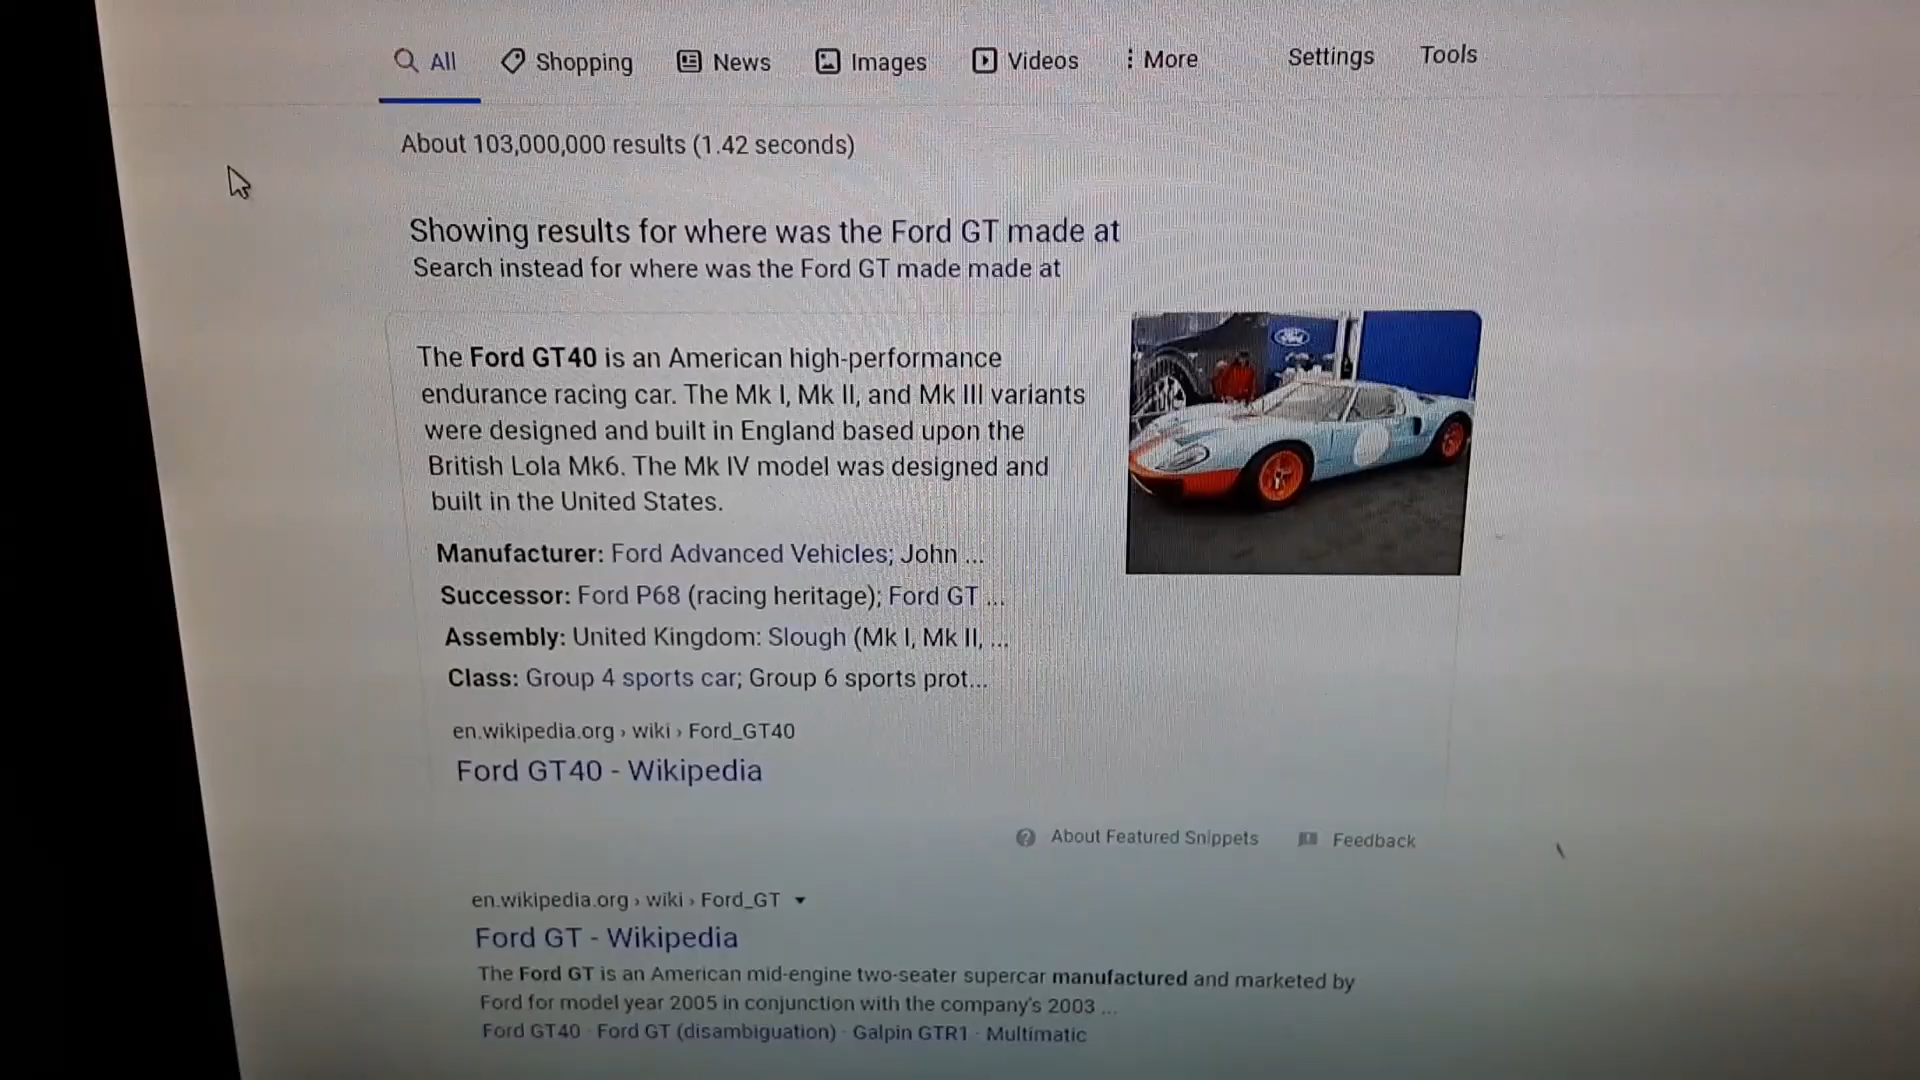 All Shopping News Images Videos More Settings Tools
About 103,000,000 results (1.42 seconds)
Showing results for where was the Ford GT made at
Search instead for where was the Ford GT made made at
The Ford GT40 is an American high-performance
endurance racing car. The Mk I, Mk II, and Mk III variants
were designed and built in England based upon the
British Lola Mk6. The Mk IV model was designed and
built in the United States.
Manufacturer: Ford Advanced Vehicles; John ...
Successor: Ford P68 (racing heritage); Ford GT ...
Assembly: United Kingdom: Slough (Mk I, Mk II, ...
Class: Group 4 sports car; Group 6 sports prot...
en.wikipedia.org › wiki › Ford_GT40
Ford GT40 - Wikipedia
Ford
About Featured Snippets Feedback
en.wikipedia.org › wiki › Ford_GT
Ford GT - Wikipedia
The Ford GT is an American mid-engine two-seater supercar manufactured and marketed by
Ford for model year 2005 in conjunction with the company's 2003 ...
Ford GT40 · Ford GT (disambiguation) · Galpin GTR1 · Multimatic